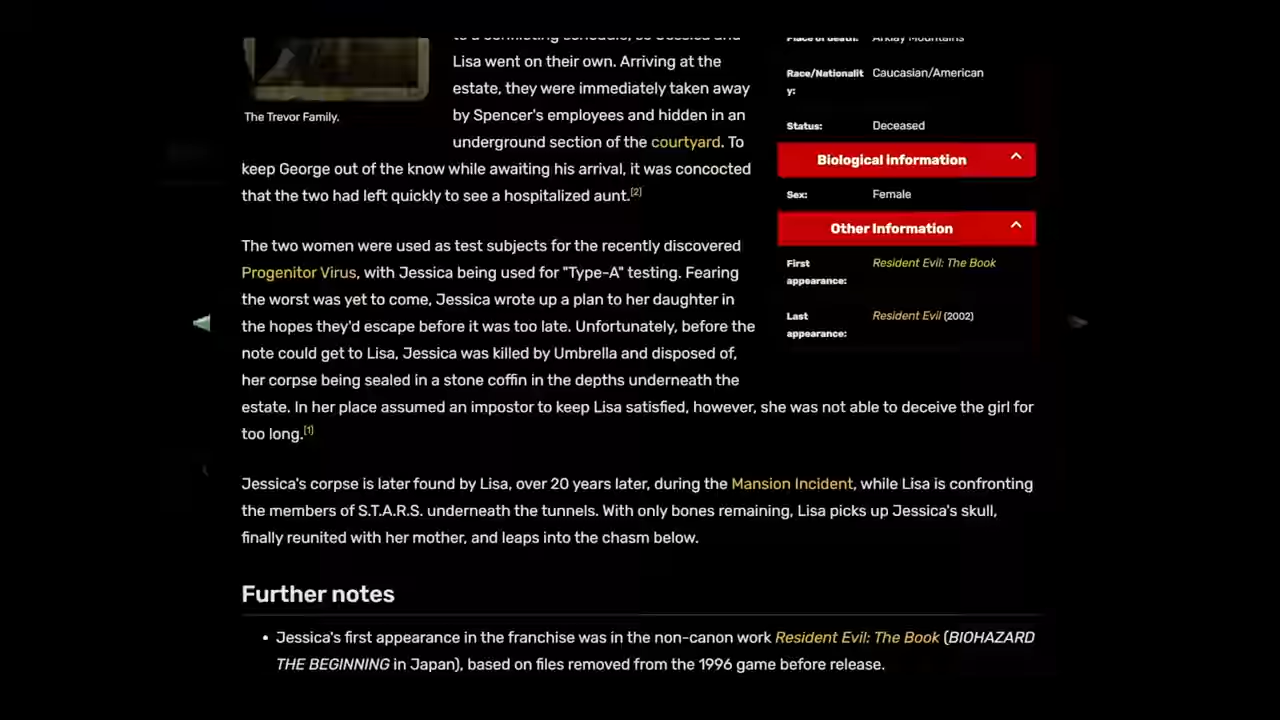 to a conflicting schedule, so Jessica and
Lisa went on their own. Arriving at the
estate, they were immediately taken away
The Trevor Family.
by Spencer's employees and hidden in an
underground section of the courtyard. To
keep George out of the know while awaiting his arrival, it was concocted
that the two had left quickly to see a hospitalized aunt.[2]
The two women were used as test subjects for the recently discovered
Progenitor Virus, with Jessica being used for "Type-A" testing. Fearing
the worst was yet to come, Jessica wrote up a plan to her daughter in
the hopes they'd escape before it was too late. Unfortunately, before the
note could get to Lisa, Jessica was killed by Umbrella and disposed of,
her corpse being sealed in a stone coffin in the depths underneath the
estate. In her place assumed an impostor to keep Lisa satisfied, however, she was not able to deceive the girl for
too long.[1]
Jessica's corpse is later found by Lisa, over 20 years later, during the Mansion Incident, while Lisa is confronting
the members of S.T.A.R.S. underneath the tunnels. With only bones remaining, Lisa picks up Jessica's skull,
finally reunited with her mother, and leaps into the chasm below.
Place of death: Arklay Mountains
Race/Nationalit Caucasian/American
y:
Status: Deceased
Biological information
Sex: Female
Other Information
First Resident Evil: The Book
appearance:
Last Resident Evil (2002)
appearance:
Further notes
• Jessica's first appearance in the franchise was in the non-canon work Resident Evil: The Book (BIOHAZARD
THE BEGINNING in Japan), based on files removed from the 1996 game before release.